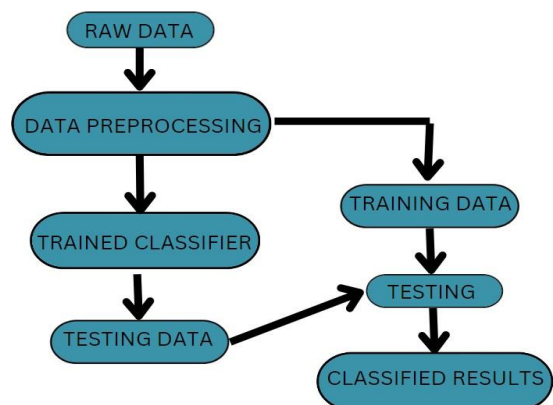 RAW DATA
DATA PREPROCESSING
TRAINED CLASSIFIER
TRAINING DATA
TESTING
TESTING DATA
CLASSIFIED RESULTS